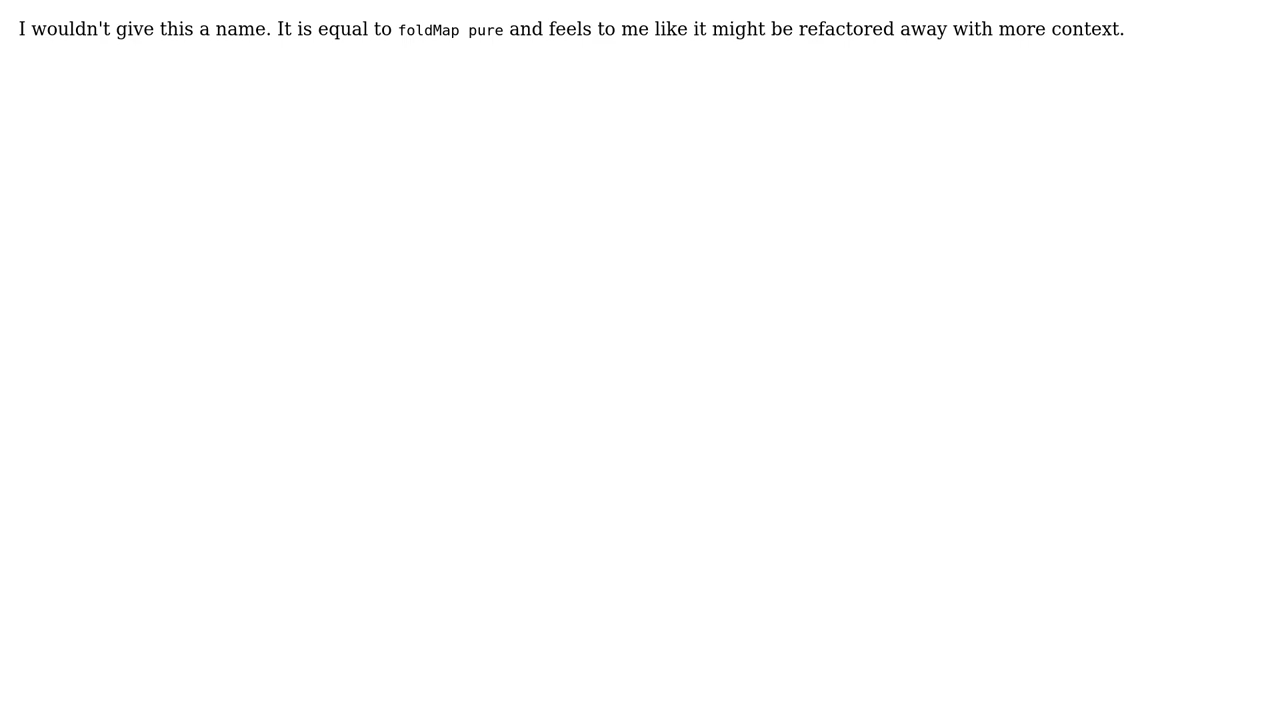 I wouldn't give this a name. It is equal to foldMap pure and feels to me like it might be refactored away with more context.